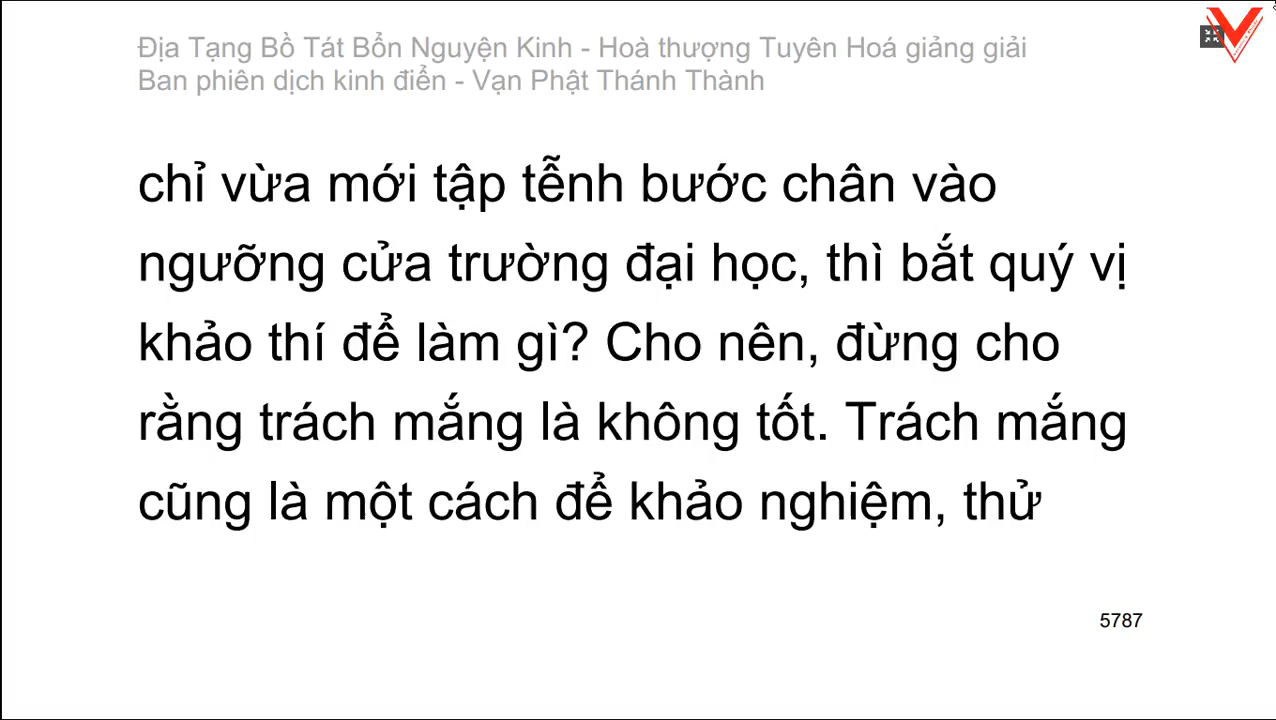 Địa Tạng Bồ Tát Bổn Nguyện Kinh - Hoà thượng Tuyên Hoá giảng giải
Ban phiên dịch kinh điển - Vạn Phật Thánh Thành
chỉ vừa mới tập tễnh bước chân vào
ngưỡng cửa trường đại học, thì bắt quý vị
khảo thí để làm gì? Cho nên, đừng cho
rằng trách mắng là không tốt. Trách mắng
cũng là một cách để khảo nghiệm, thử
5787